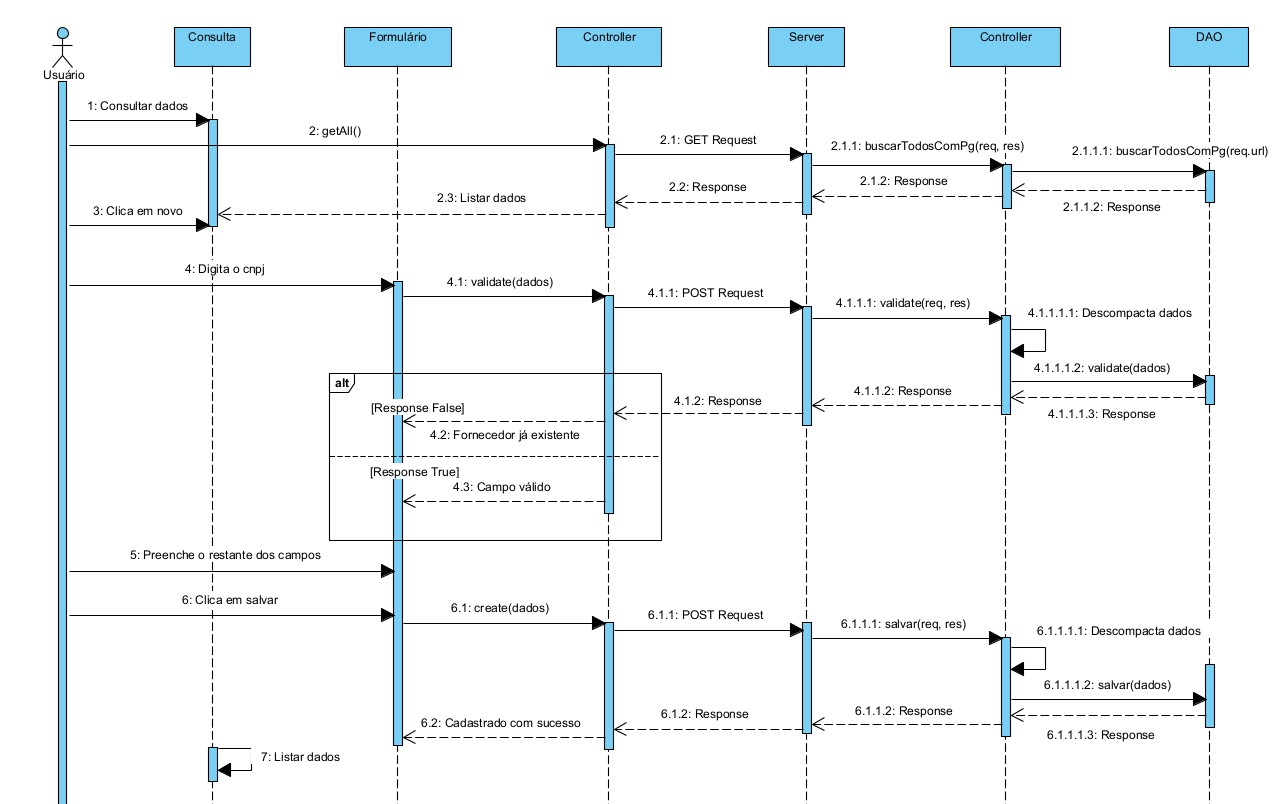 Usuário
Consulta
Formulário
Controller
Server
Controller
DAO
1: Consultar dados
2: getAll()
2.1: GET Request
2.1.1: buscarTodosComPg(req, res)
2.1.1.1: buscarTodosComPg(req.url)
2.1.1.2: Response
2.1.2: Response
2.2: Response
2.3: Listar dados
3: Clica em novo
4: Digita o cnpj
4.1: validate(dados)
4.1.1: POST Request
4.1.1.1: validate(req, res)
4.1.1.1.1: Descompacta dados
4.1.1.1.2: validate(dados)
4.1.1.1.3: Response
4.1.1.2: Response
4.1.2: Response
alt
[Response False]
4.2: Fornecedor já existente
[Response True]
4.3: Campo válido
5: Preenche o restante dos campos
6: Clica em salvar
6.1: create(dados)
6.1.1: POST Request
6.1.1.1: salvar(req, res)
6.1.1.1.1: Descompacta dados
6.1.1.1.2: salvar(dados)
6.1.1.1.3: Response
6.1.1.2: Response
6.1.2: Response
6.2: Cadastrado com sucesso
7: Listar dados